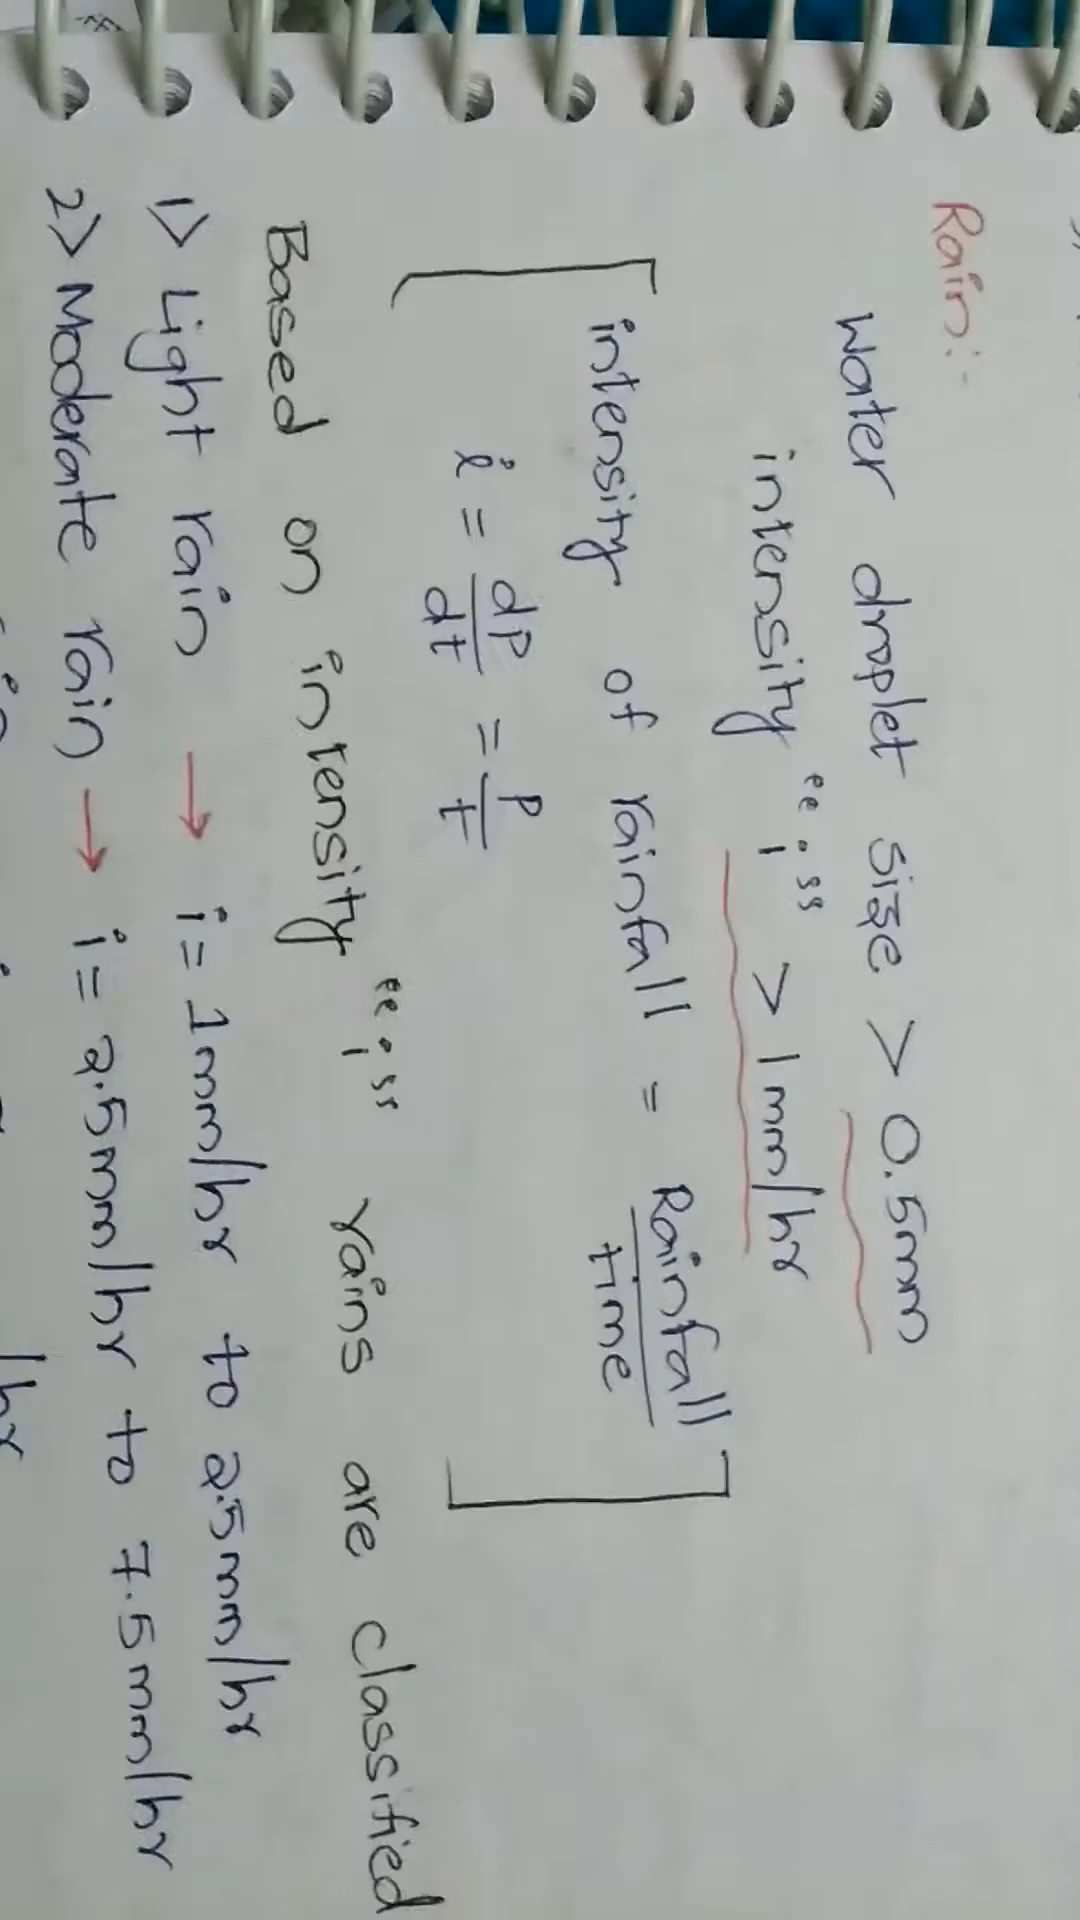 Rain:-
Water droplet size > 0.5mm
intensity "i" > 1mm/hr
intensity of rainfall = Rainfall / time
i = dp/dt = p/t
Based on intensity "i" rains are classified
1> Light rain → i = 1mm/hr to 2.5mm/hr
2> Moderate rain → i = 2.5mm/hr to 7.5mm/hr
/hr